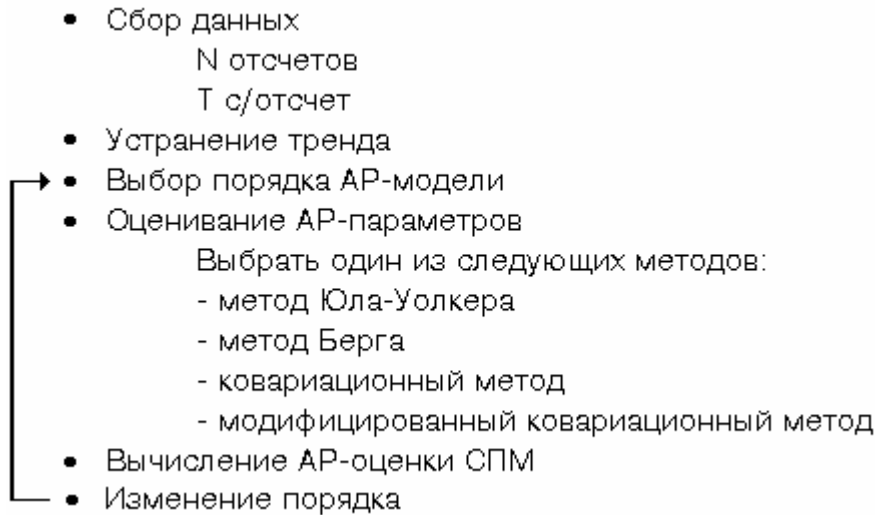 • Сбор данных
N отсчетов
T с/отсчет
• Устранение тренда
• Выбор порядка АР-модели
• Оценивание АР-параметров
Выбрать один из следующих методов:
- метод Юла-Уолкера
- метод Берга
- ковариационный метод
- модифицированный ковариационный метод
• Вычисление АР-оценки СПМ
• Изменение порядка